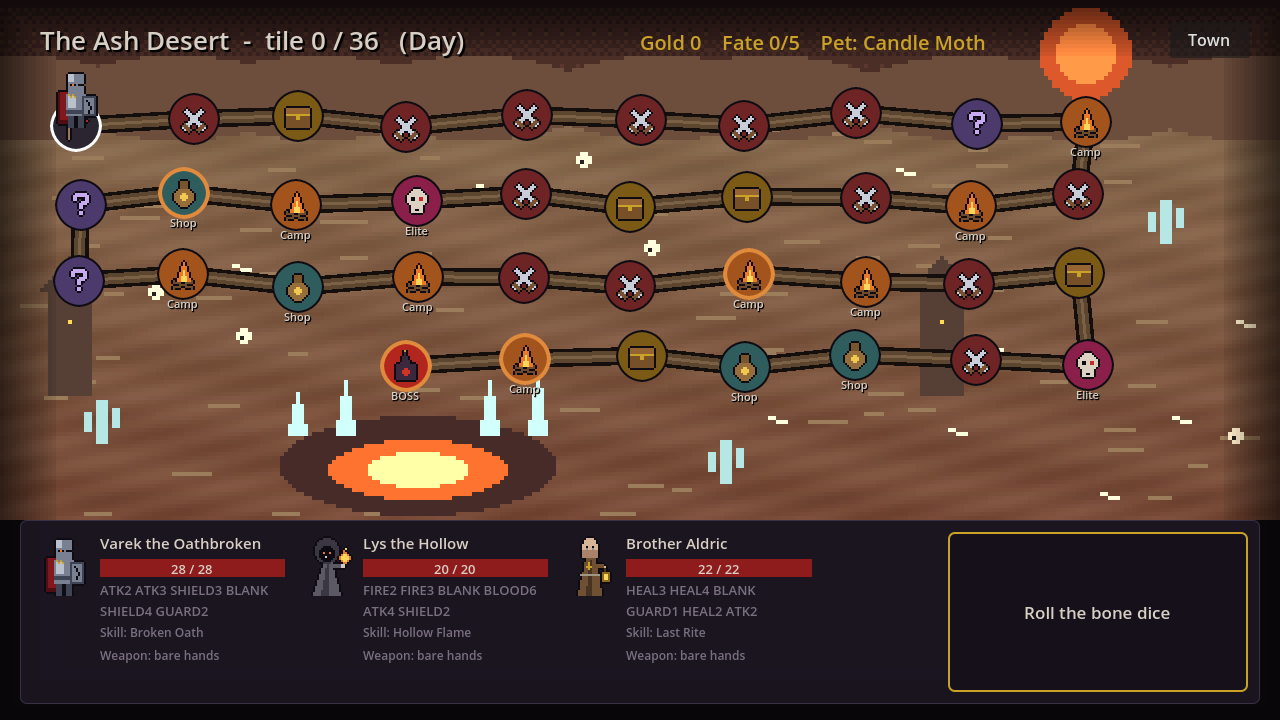 The Ash Desert - tile 0 / 36 (Day)
Gold 0 Fate 0/5 Pet: Candle Moth
Town
Camp
Shop
Camp
Elite
Camp
Camp
Shop
Camp
Camp
Camp
BOSS
Camp
Shop
Shop
Elite
Varek the Oathbroken
28 / 28
ATK2 ATK3 SHIELD3 BLANK
SHIELD4 GUARD2
Skill: Broken Oath
Weapon: bare hands
Lys the Hollow
20 / 20
FIRE2 FIRE3 BLANK BLOOD6
ATK4 SHIELD2
Skill: Hollow Flame
Weapon: bare hands
Brother Aldric
22 / 22
HEAL3 HEAL4 BLANK
GUARD1 HEAL2 ATK2
Skill: Last Rite
Weapon: bare hands
Roll the bone dice